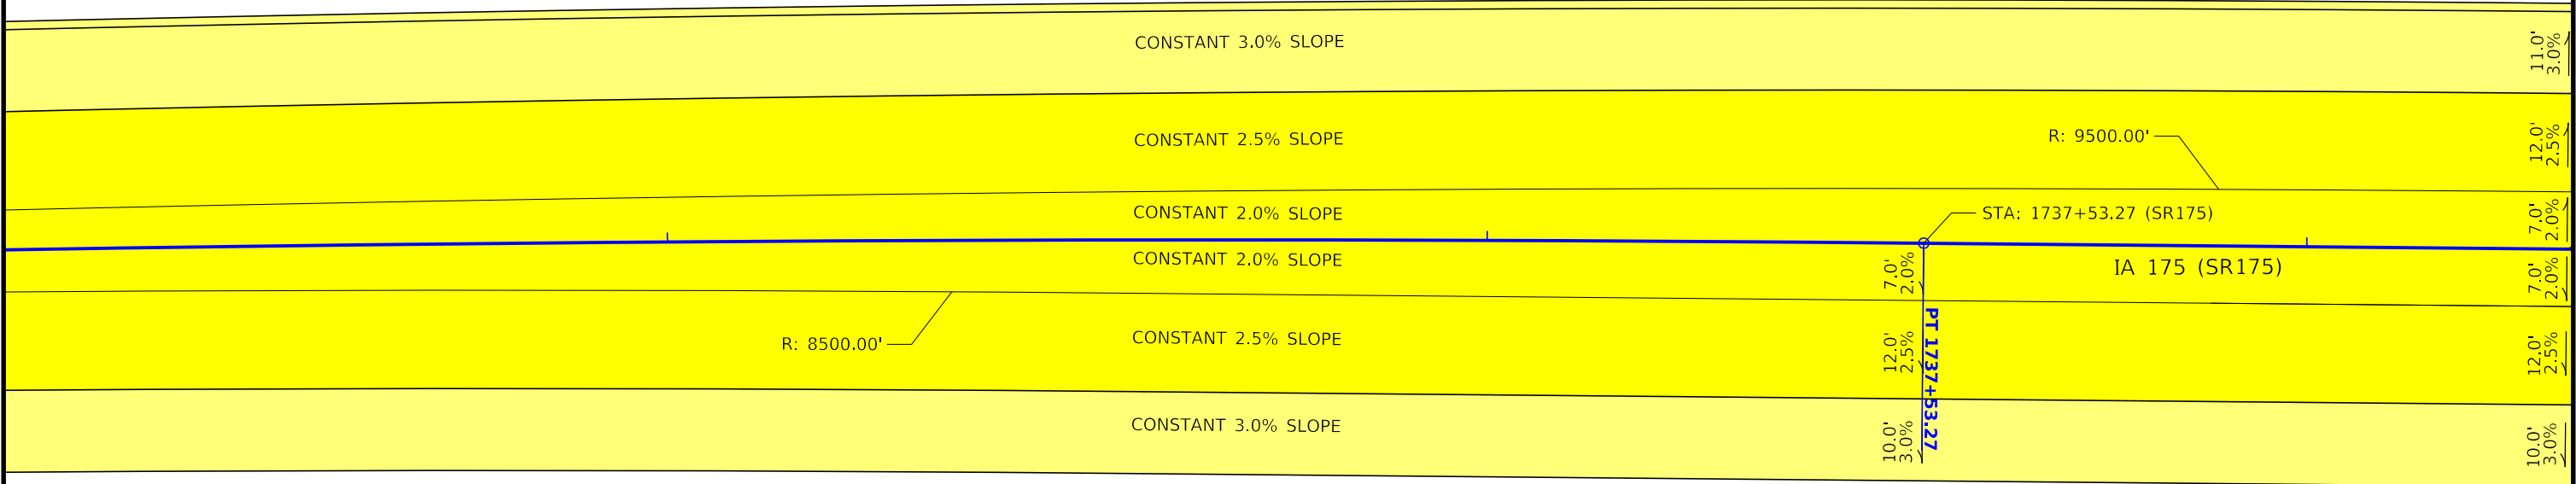 CONSTANT 3.0% SLOPE
11.0'
3.0%
CONSTANT 2.5% SLOPE
R: 9500.00'
12.0'
2.5%
CONSTANT 2.0% SLOPE
STA: 1737+53.27 (SR175)
7.0'
2.0%
CONSTANT 2.0% SLOPE
7.0'
2.0%
IA 175 (SR175)
7.0'
2.0%
R: 8500.00'
CONSTANT 2.5% SLOPE
12.0'
2.5%
PT 1737+53.27
12.0'
2.5%
CONSTANT 3.0% SLOPE
10.0'
3.0%
10.0'
3.0%